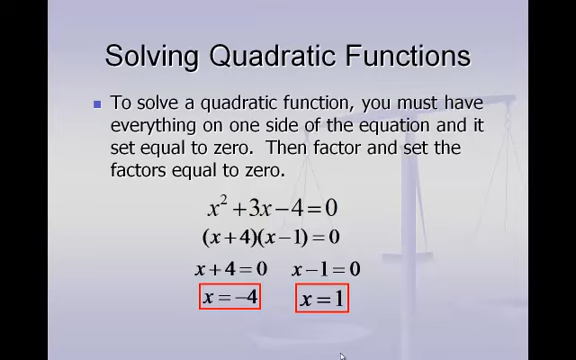 Solving Quadratic Functions
To solve a quadratic function, you must have
everything on one side of the equation and it
set equal to zero. Then factor and set the
factors equal to zero.
x² + 3x − 4 = 0
(x + 4)(x − 1) = 0
x + 4 = 0 x − 1 = 0
x = −4 x = 1